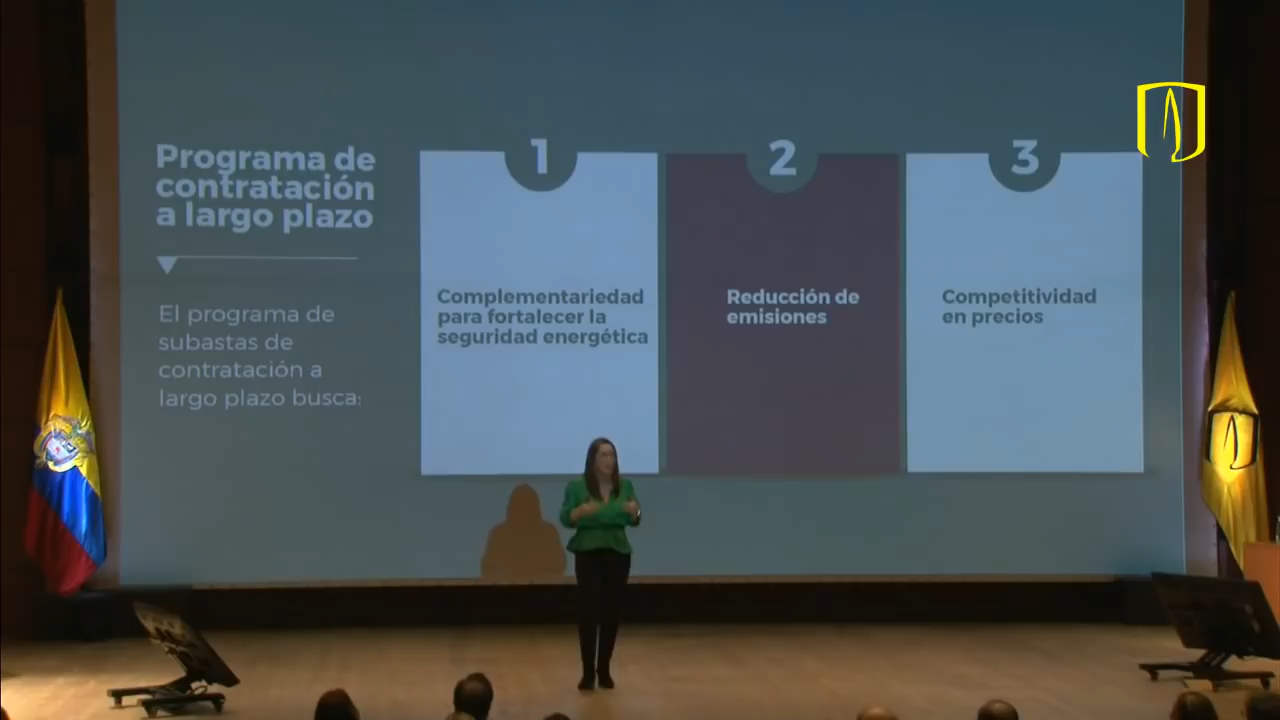 Programa de
contratación
a largo plazo
El programa de
subastas de
contratación a
largo plazo busca:
1
Complementariedad
para fortalecer la
seguridad energética
2
Reducción de
emisiones
3
Competitividad
en precios